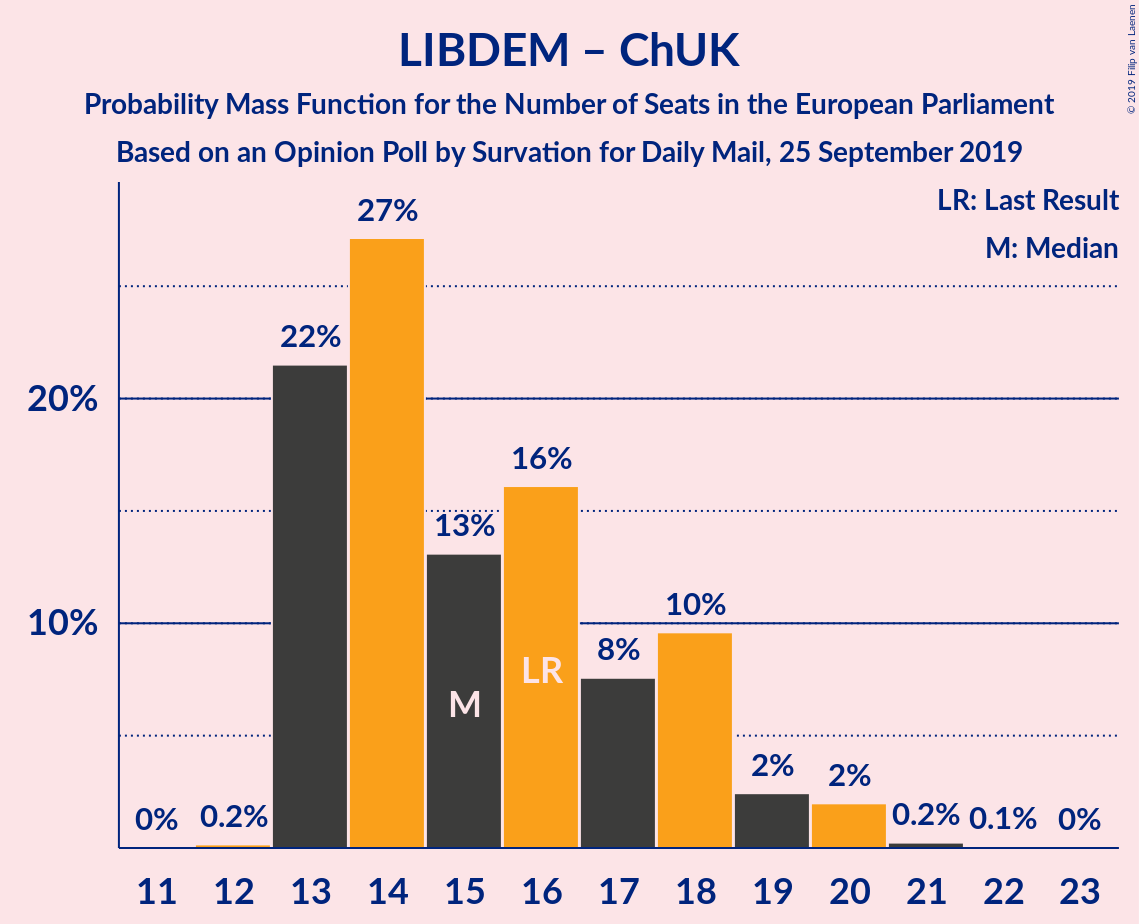 LIBDEM – ChUK
Probability Mass Function for the Number of Seats in the European Parliament
Based on an Opinion Poll by Survation for Daily Mail, 25 September 2019
© 2019 Filip van Laenen
LR: Last Result
M: Median
27%
22%
20%
16%
13%
10%
10%
8%
LR
M
2%
2%
0%
0.2%
0.2%
0.1%
0%
11 12 13 14 15 16 17 18 19 20 21 22 23